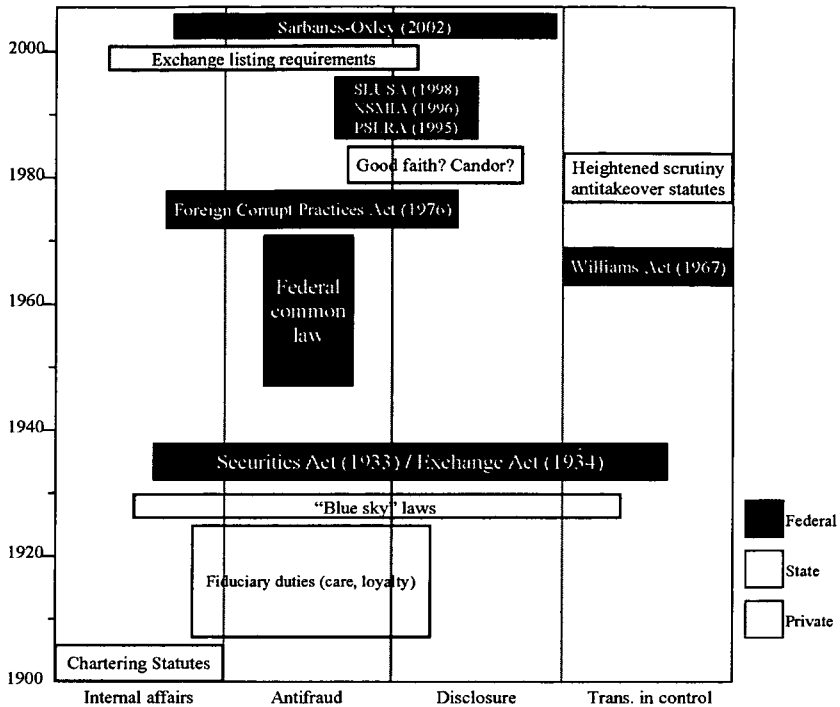 2000
1980
1960
1940
1920
1900
Sarbanes-Oxley (2002)
Exchange listing requirements
SLUSA (1998)
NSMIA (1996)
PSLRA (1995)
Good faith? Candor?
Heightened scrutiny
antitakeover statutes
Foreign Corrupt Practices Act (1976)
Williams Act (1967)
Federal
common
law
Securities Act (1933) / Exchange Act (1934)
"Blue sky" laws
Fiduciary duties (care, loyalty)
Chartering Statutes
Federal
State
Private
Internal affairs
Antifraud
Disclosure
Trans. in control